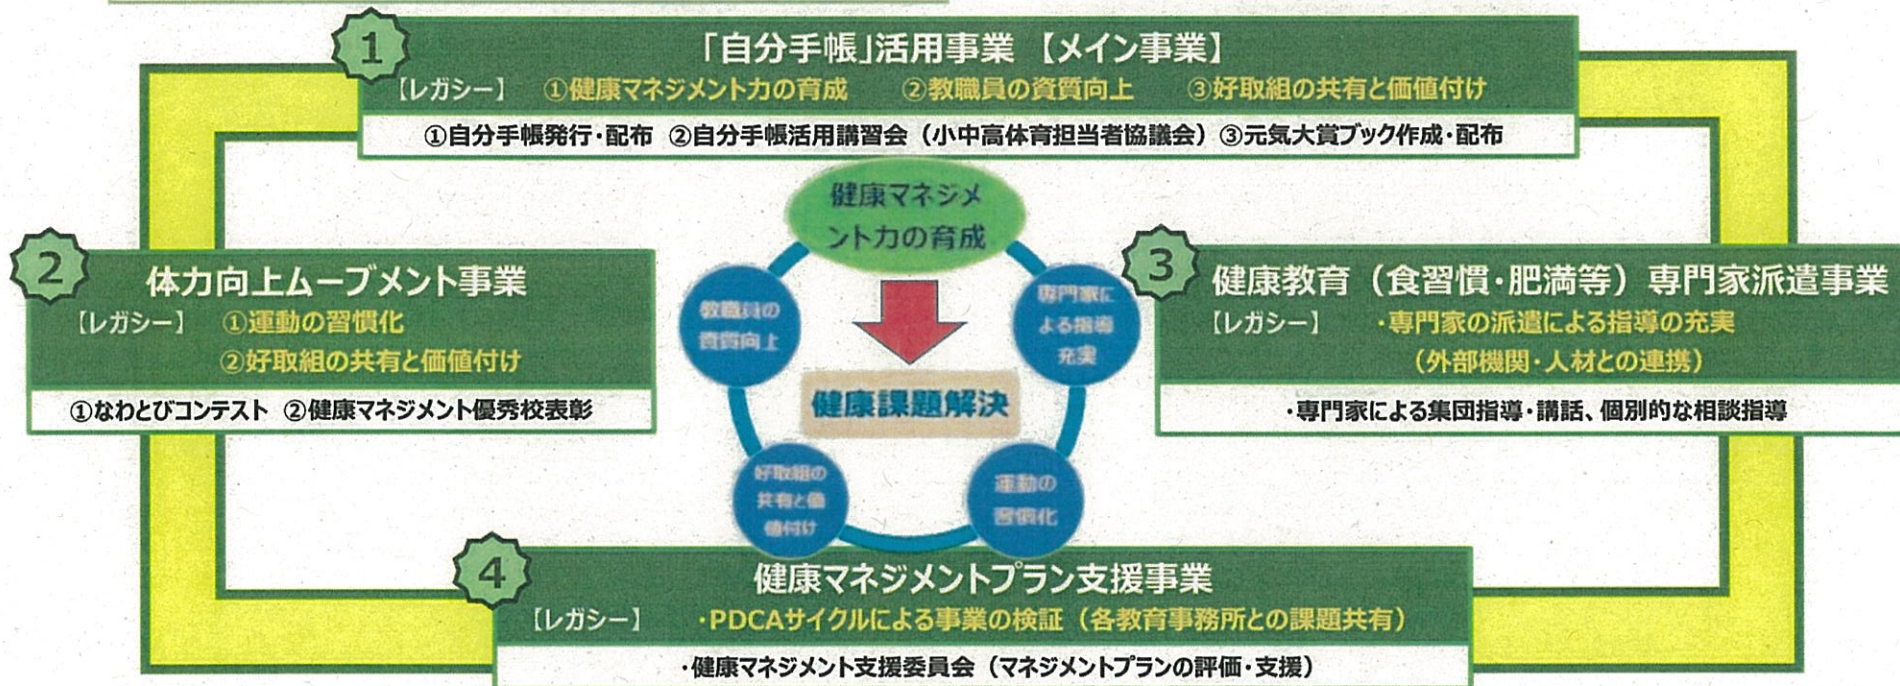 1
「自分手帳」活用事業 【メイン事業】
【レガシー】 ①健康マネジメント力の育成 ②教職員の資質向上 ③好取組の共有と価値付け
①自分手帳発行・配布 ②自分手帳活用講習会(小中高体育担当者協議会)③元気大賞ブック作成・配布
2
体力向上ムーブメント事業
【レガシー】 ①運動の習慣化
②好取組の共有と価値付け
①なわとびコンテスト ②健康マネジメント優秀校表彰
健康マネジメ
ント力の育成
教職員の
資質向上
専門家に
よる指導
充実
健康課題解決
好取組の
共有と価
値付け
運動の
習慣化
3
健康教育(食習慣・肥満等)専門家派遣事業
【レガシー】 ・専門家の派遣による指導の充実
(外部機関・人材との連携)
・専門家による集団指導・講話、個別的な相談指導
4
健康マネジメントプラン支援事業
【レガシー】 ・PDCAサイクルによる事業の検証(各教育事務所との課題共有)
・健康マネジメント支援委員会(マネジメントプランの評価・支援)